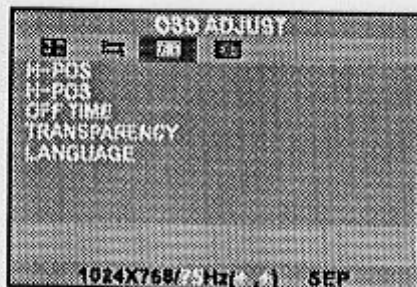 OSD ADJUST
H-POS
H-POS
OFF TIME
TRANSPARENCY
LANGUAGE
1024X768/ Hz( , ) SEP